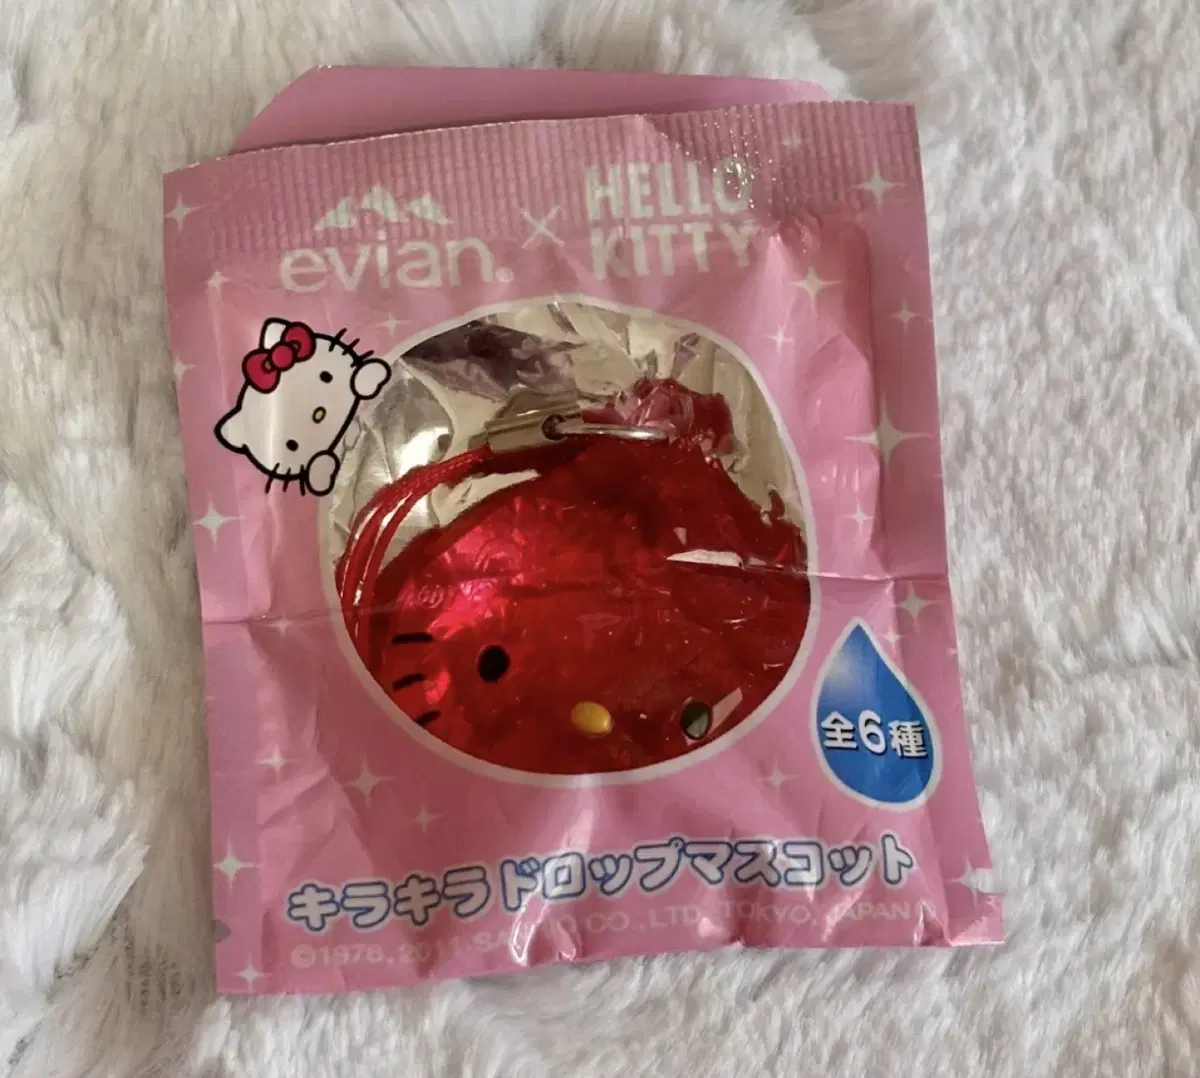 evian. × HELLO KITTY
全6種
キラキラドロップマスコット
©1976, 2011 SANRIO CO., LTD. TOKYO, JAPAN